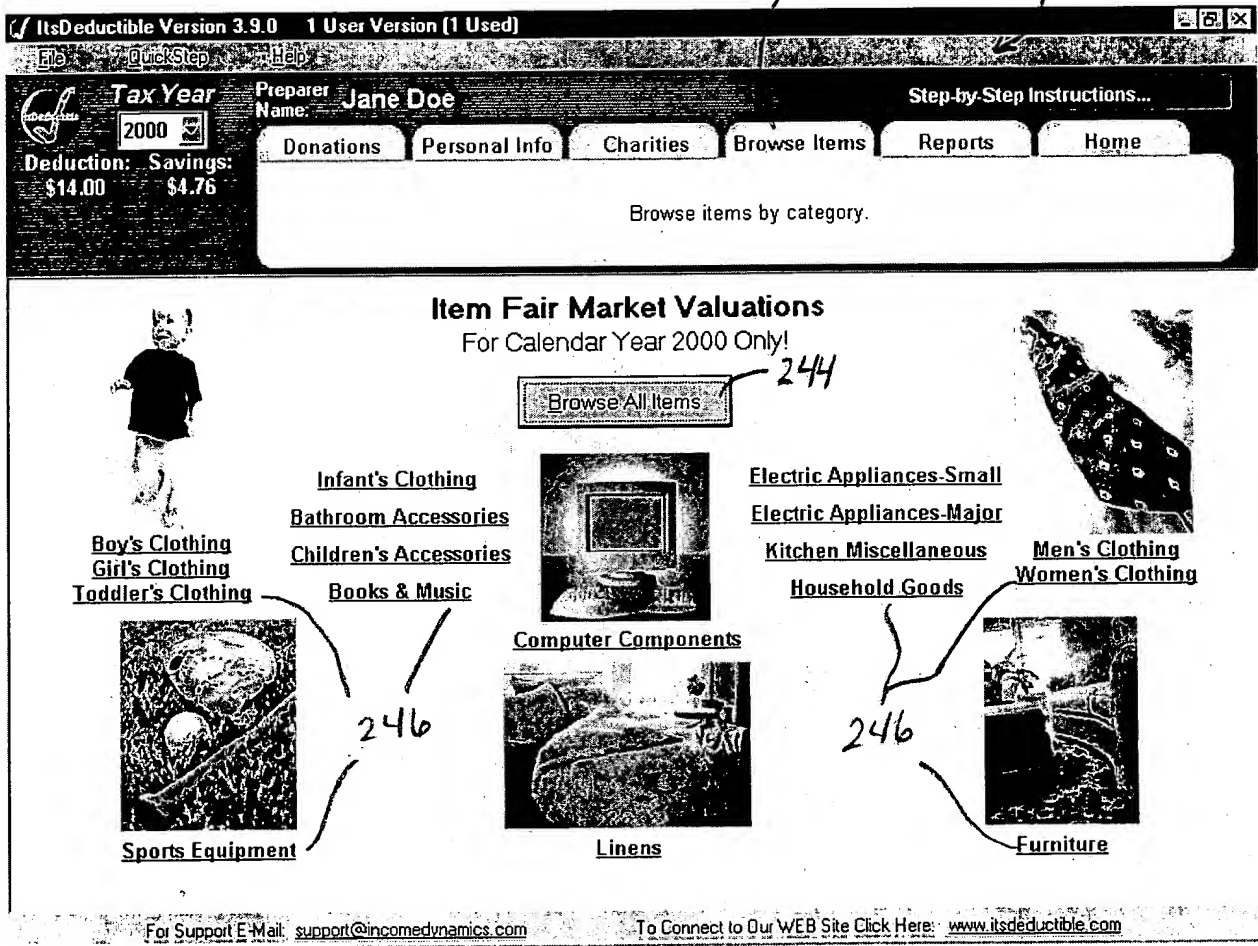 ItsDeductible Version 3.9.0 1 User Version (1 Used)
File QuickStep Help
Tax Year
2000
Deduction: Savings:
$14.00 $4.76
Preparer Name: Jane Doe
Step-by-Step Instructions...
Donations Personal Info Charities Browse Items Reports Home
Browse items by category.
Item Fair Market Valuations
For Calendar Year 2000 Only!
Browse All Items
244
Boy's Clothing
Girl's Clothing
Toddler's Clothing
Infant's Clothing
Bathroom Accessories
Children's Accessories
Books & Music
Computer Components
Electric Appliances-Small
Electric Appliances-Major
Kitchen Miscellaneous
Household Goods
Men's Clothing
Women's Clothing
246
246
Sports Equipment
Linens
Furniture
For Support E-Mail: support@incomedynamics.com
To Connect to Our WEB Site Click Here: www.itsdeductible.com